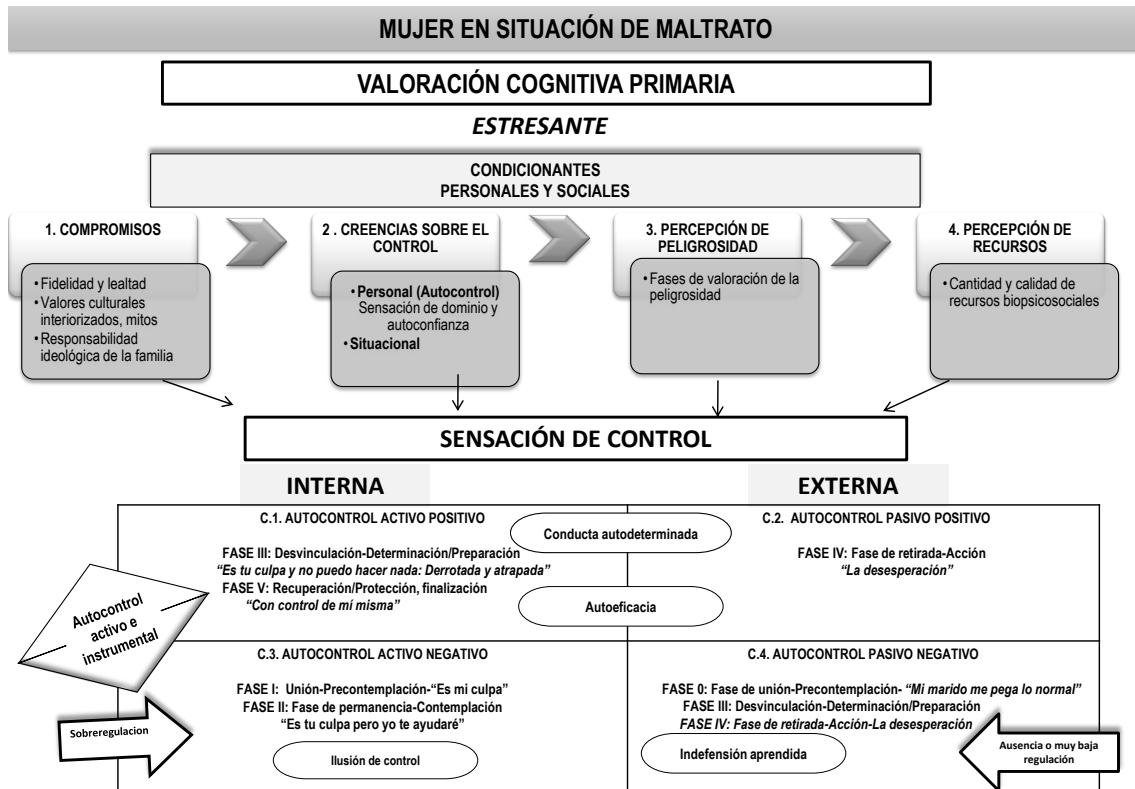 MUJER EN SITUACIÓN DE MALTRATO
VALORACIÓN COGNITIVA PRIMARIA
ESTRESANTE
CONDICIONANTES
PERSONALES Y SOCIALES
1. COMPROMISOS
•Fidelidad y lealtad
•Valores culturales
interiorizados, mitos
•Responsabilidad
ideológica de la familia
2 . CREENCIAS SOBRE EL
CONTROL
•Personal (Autocontrol)
Sensación de dominio y
autoconfianza
•Situacional
3. PERCEPCIÓN DE
PELIGROSIDAD
•Fases de valoración de la
peligrosidad
4. PERCEPCIÓN DE
RECURSOS
•Cantidad y calidad de
recursos biopsicosociales
SENSACIÓN DE CONTROL
INTERNA
EXTERNA
C.1. AUTOCONTROL ACTIVO POSITIVO
FASE III: Desvinculación-Determinación/Preparación
"Es tu culpa y no puedo hacer nada: Derrotada y atrapada"
FASE V: Recuperación/Protección, finalización
"Con control de mí misma"
Conducta autodeterminada
Autoeficacia
C.2. AUTOCONTROL PASIVO POSITIVO
FASE IV: Fase de retirada-Acción
"La desesperación"
Autocontrol
activo e
instrumental
C.3. AUTOCONTROL ACTIVO NEGATIVO
FASE I: Unión-Precontemplación-"Es mi culpa"
FASE II: Fase de permanencia-Contemplación
"Es tu culpa pero yo te ayudaré"
Sobreregulacion
Ilusión de control
C.4. AUTOCONTROL PASIVO NEGATIVO
FASE 0: Fase de unión-Precontemplación- "Mi marido me pega lo normal"
FASE III: Desvinculación-Determinación/Preparación
FASE IV: Fase de retirada-Acción-La desesperación
Indefensión aprendida
Ausencia o muy baja
regulación